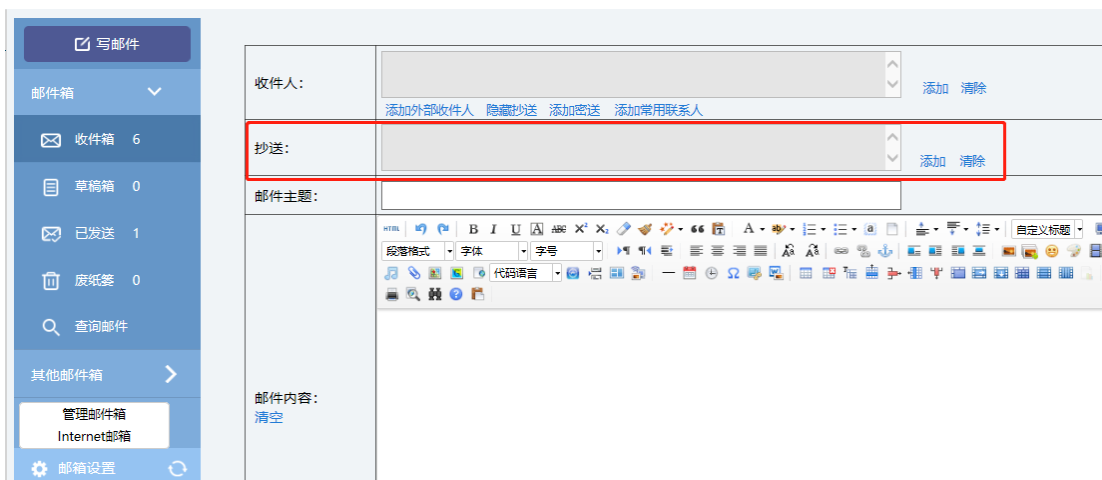 写邮件
邮件箱
收件箱 6
草稿箱 0
已发送 1
废纸篓 0
查询邮件
其他邮件箱
管理邮件箱
Internet邮箱
邮箱设置
收件人：
添加 清除
添加外部收件人 隐藏抄送 添加密送 添加常用联系人
抄送：
添加 清除
邮件主题：
HTML B I U A ABC X² X₂ A a 自定义标题
段落格式 字体 字号
代码语言
邮件内容：
清空